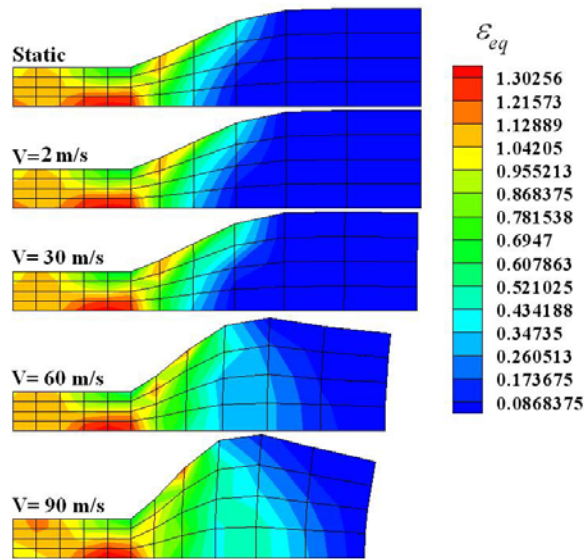 Static
V=2 m/s
V= 30 m/s
V= 60 m/s
V= 90 m/s
εeq
1.30256
1.21573
1.12889
1.04205
0.955213
0.868375
0.781538
0.6947
0.607863
0.521025
0.434188
0.34735
0.260513
0.173675
0.0868375